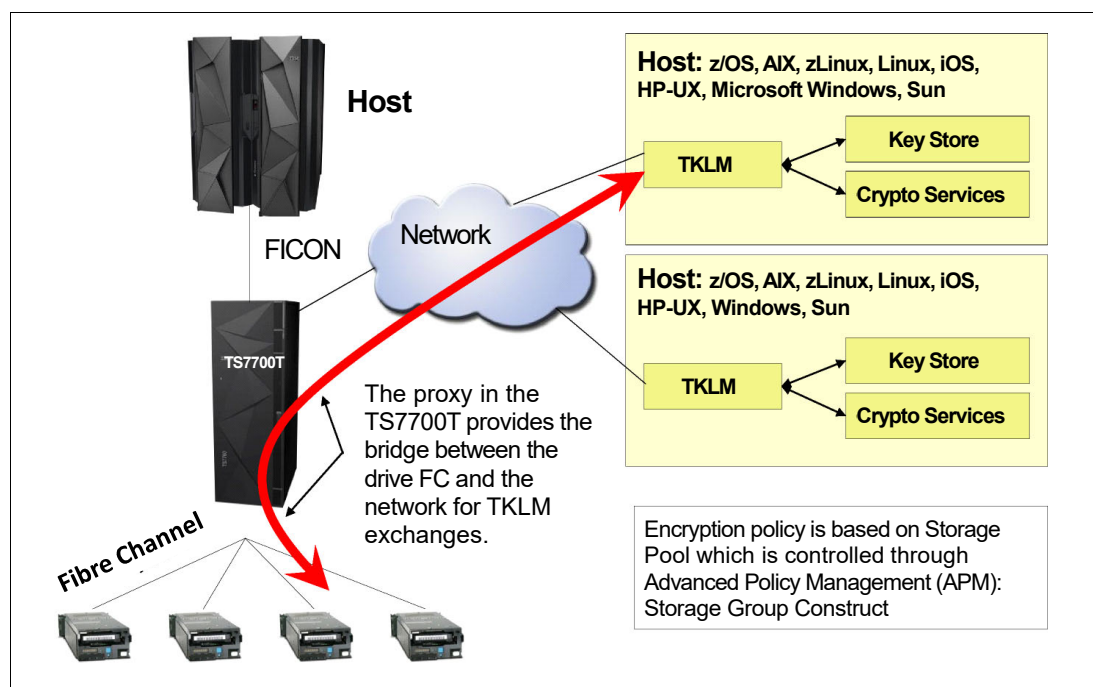 Host
FICON
Network
TS7700T
Fibre Channel
The proxy in the
TS7700T provides the
bridge between the
drive FC and the
network for TKLM
exchanges.
Host: z/OS, AIX, zLinux, Linux, iOS,
HP-UX, Microsoft Windows, Sun
TKLM
Key Store
Crypto Services
Host: z/OS, AIX, zLinux, Linux, iOS,
HP-UX, Windows, Sun
TKLM
Key Store
Crypto Services
Encryption policy is based on Storage
Pool which is controlled through
Advanced Policy Management (APM):
Storage Group Construct